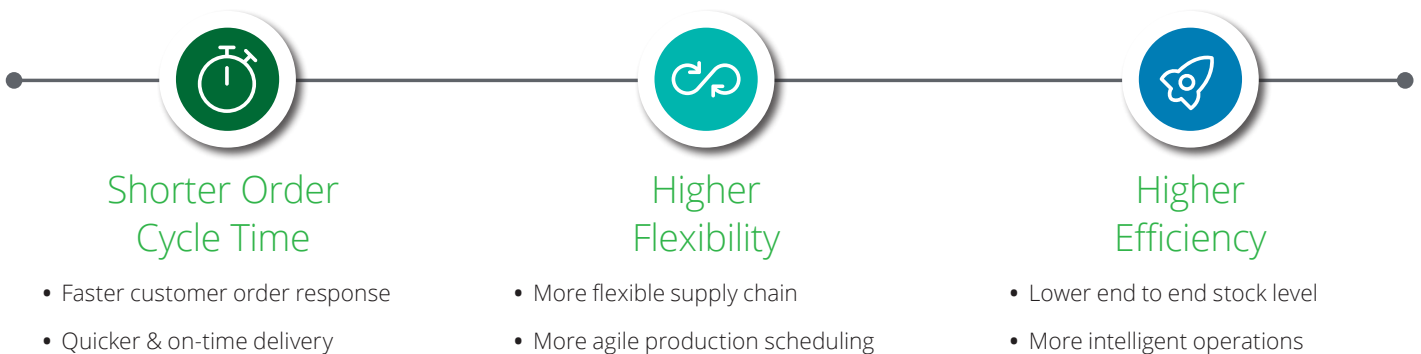 Shorter Order
Cycle Time
• Faster customer order response
• Quicker & on-time delivery
Higher
Flexibility
• More flexible supply chain
• More agile production scheduling
Higher
Efficiency
• Lower end to end stock level
• More intelligent operations